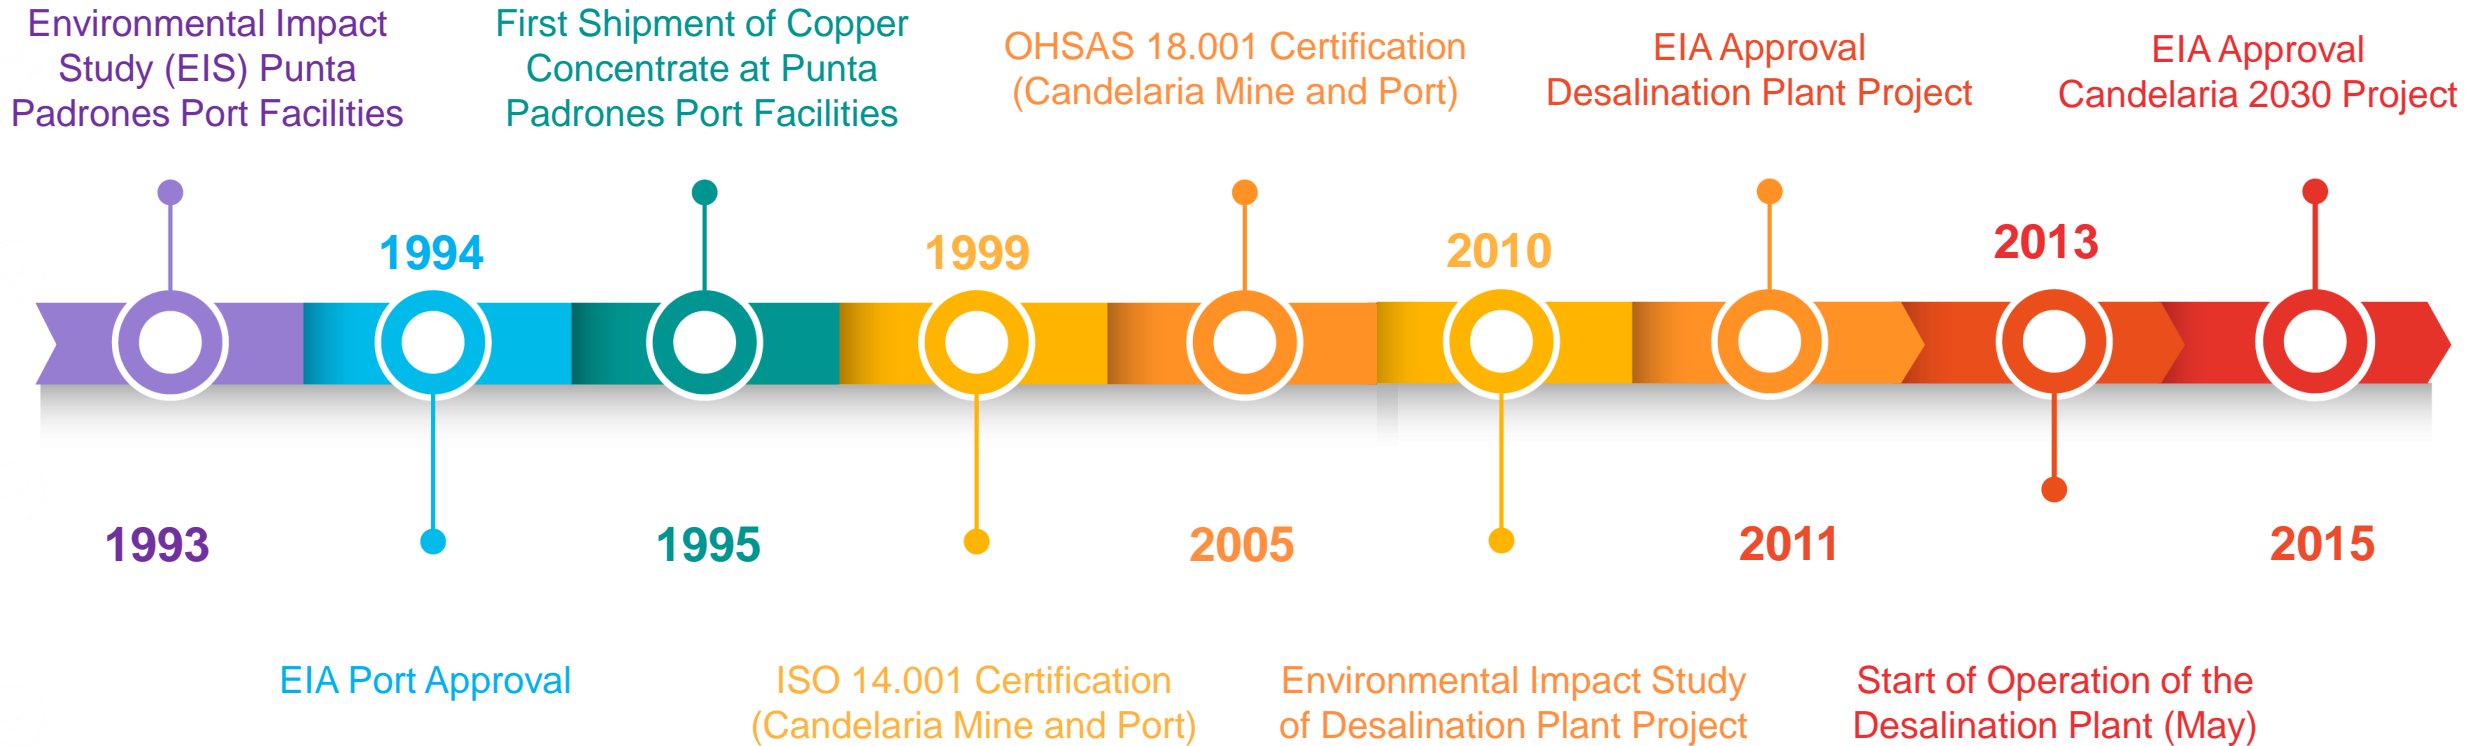 Environmental Impact
Study (EIS) Punta
Padrones Port Facilities
1993
1994
EIA Port Approval
First Shipment of Copper
Concentrate at Punta
Padrones Port Facilities
1995
1999
ISO 14.001 Certification
(Candelaria Mine and Port)
OHSAS 18.001 Certification
(Candelaria Mine and Port)
2005
2010
Environmental Impact Study
of Desalination Plant Project
EIA Approval
Desalination Plant Project
2011
2013
Start of Operation of the
Desalination Plant (May)
EIA Approval
Candelaria 2030 Project
2015